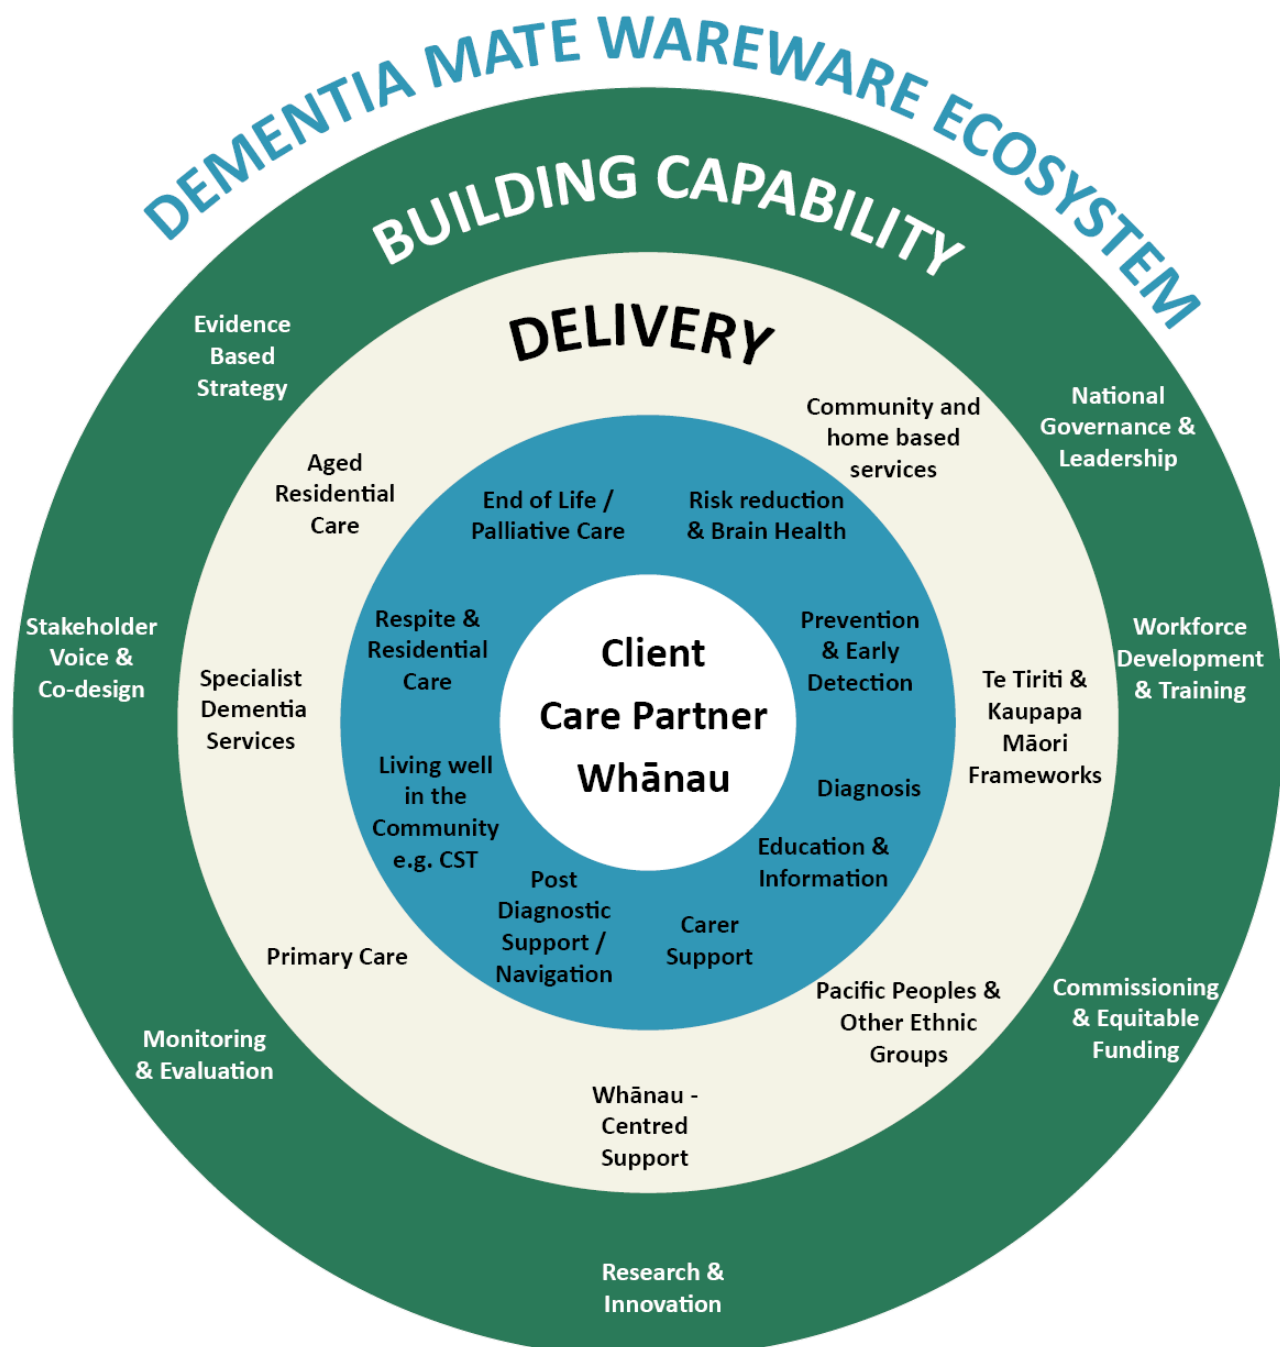 DEMENTIA MATE WAREWARE ECOSYSTEM
BUILDING CAPABILITY
DELIVERY
Evidence
Based
Strategy
National
Governance &
Leadership
Workforce
Development
& Training
Commissioning
& Equitable
Funding
Research &
Innovation
Monitoring
& Evaluation
Stakeholder
Voice &
Co-design
Aged
Residential
Care
Community and
home based
services
Te Tiriti &
Kaupapa
Māori
Frameworks
Pacific Peoples &
Other Ethnic
Groups
Whānau -
Centred
Support
Primary Care
Specialist
Dementia
Services
End of Life /
Palliative Care
Risk reduction
& Brain Health
Prevention
& Early
Detection
Diagnosis
Education &
Information
Carer
Support
Post
Diagnostic
Support /
Navigation
Living well
in the
Community
e.g. CST
Respite &
Residential
Care
Client
Care Partner
Whānau